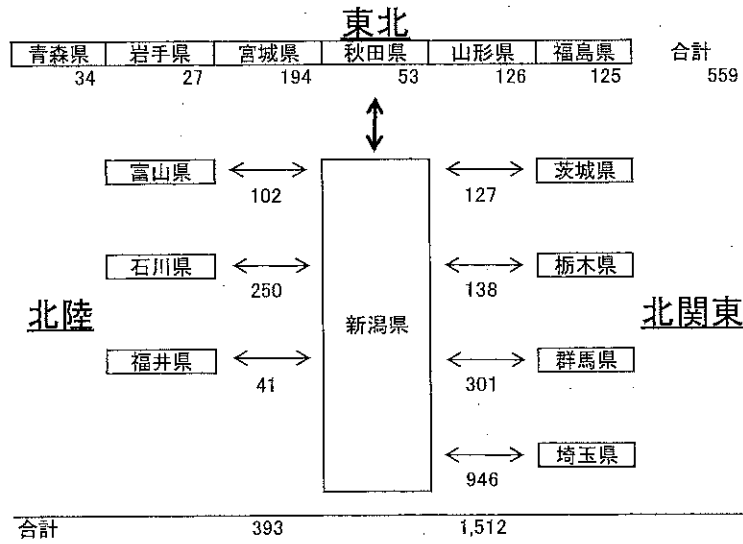 東北
青森県 岩手県 宮城県 秋田県 山形県 福島県 合計
34 27 194 53 126 125 559
富山県 茨城県
102 127
石川県 栃木県
250 138
北陸 新潟県 北関東
福井県 群馬県
41 301
埼玉県
946
合計 393 1,512